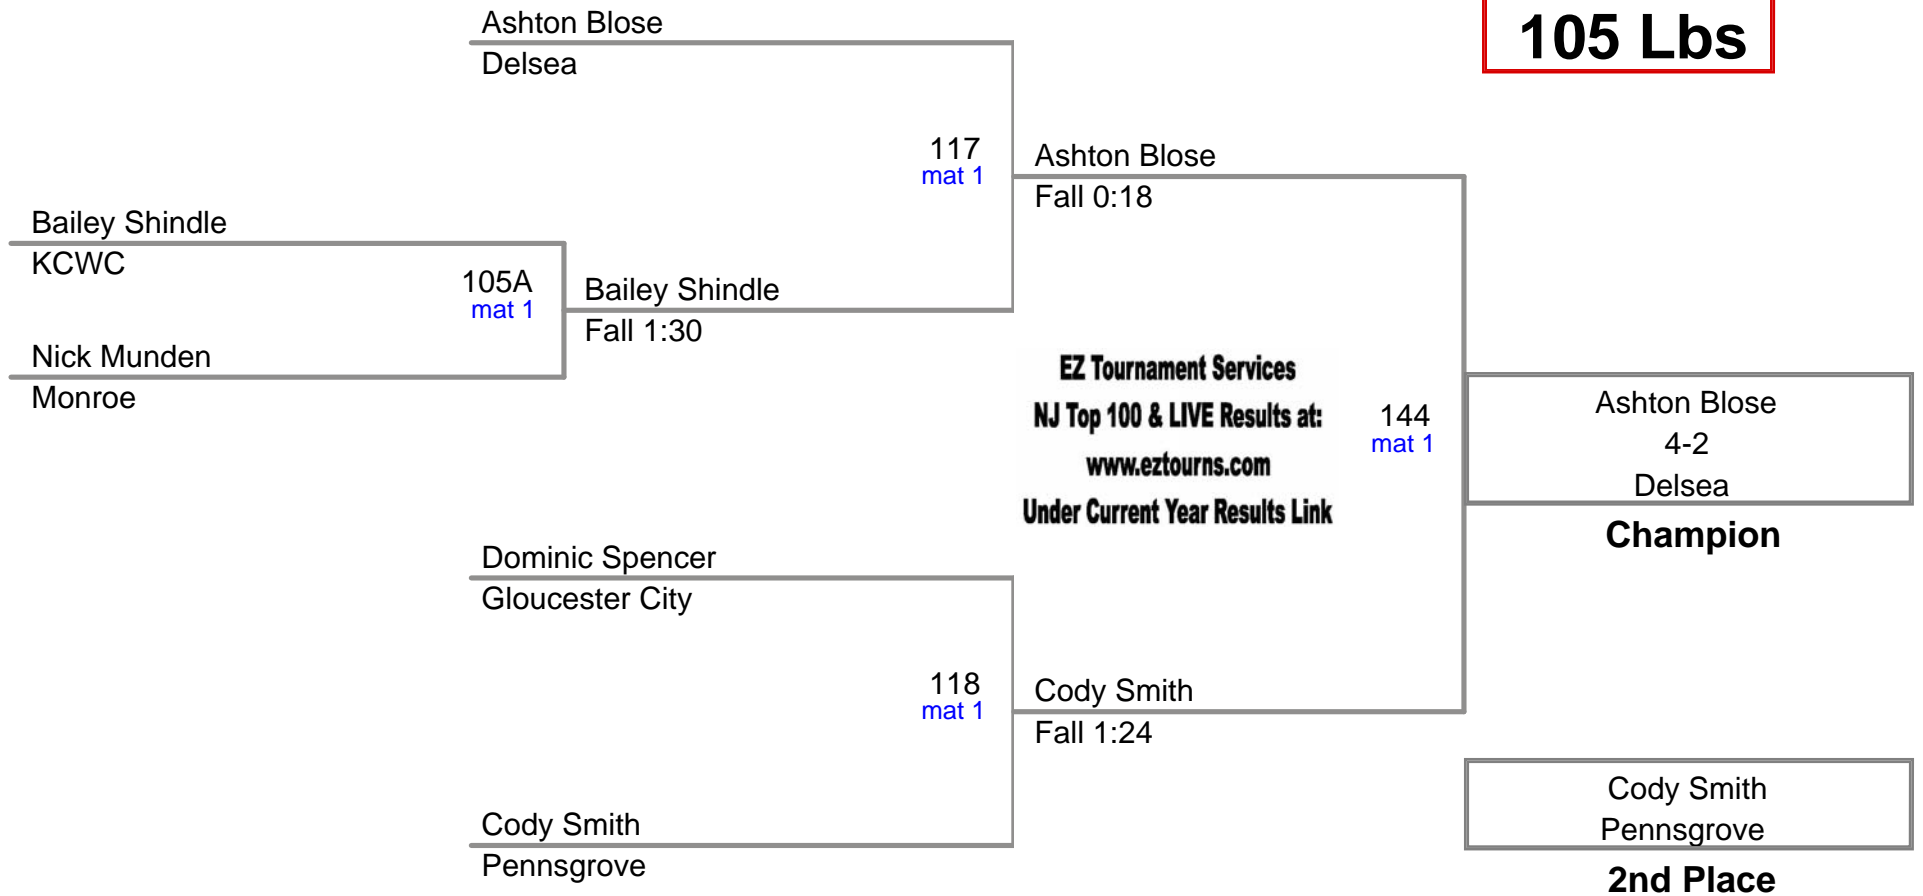 105 Lbs
Ashton Blose
Delsea
117
mat 1
Ashton Blose
Fall 0:18
Bailey Shindle
KCWC
105A
mat 1
Bailey Shindle
Fall 1:30
Nick Munden
Monroe
EZ Tournament Services
NJ Top 100 & LIVE Results at:
www.eztourns.com
Under Current Year Results Link
144
mat 1
Ashton Blose
4-2
Delsea
Champion
Dominic Spencer
Gloucester City
118
mat 1
Cody Smith
Fall 1:24
Cody Smith
Pennsgrove
Cody Smith
Pennsgrove
2nd Place